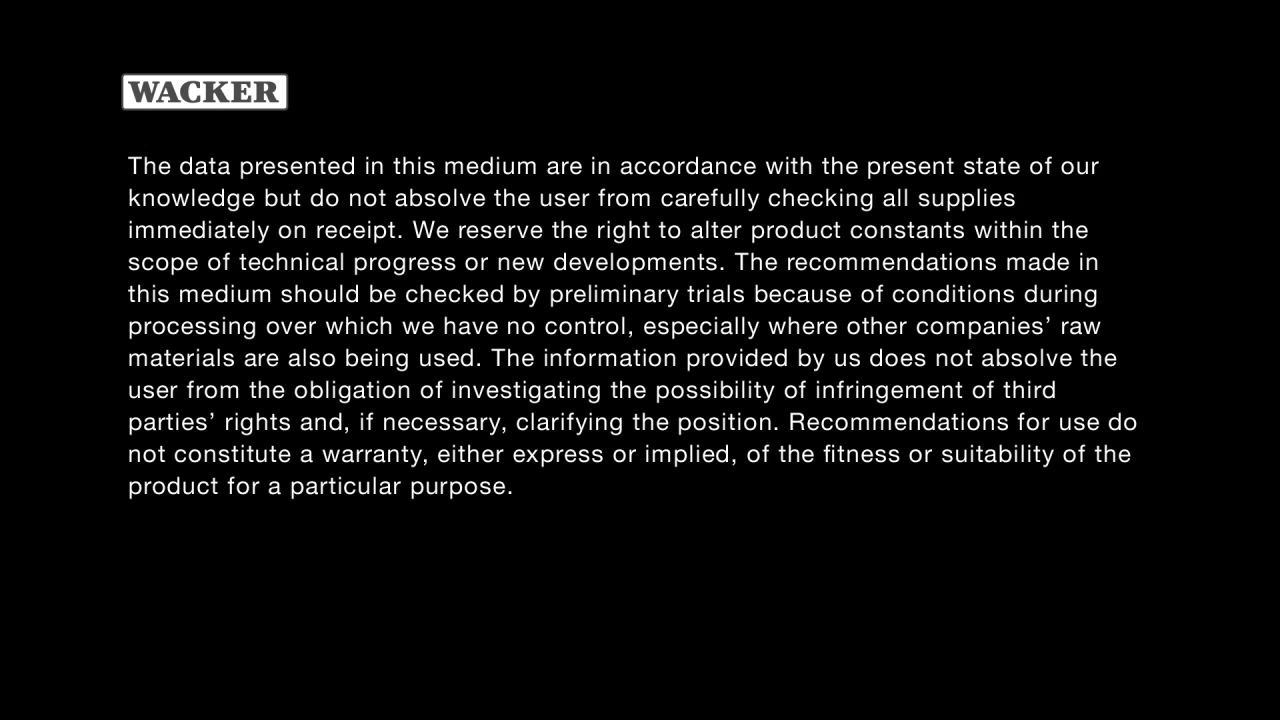 WACKER
The data presented in this medium are in accordance with the present state of our
knowledge but do not absolve the user from carefully checking all supplies
immediately on receipt. We reserve the right to alter product constants within the
scope of technical progress or new developments. The recommendations made in
this medium should be checked by preliminary trials because of conditions during
processing over which we have no control, especially where other companies’ raw
materials are also being used. The information provided by us does not absolve the
user from the obligation of investigating the possibility of infringement of third
parties’ rights and, if necessary, clarifying the position. Recommendations for use do
not constitute a warranty, either express or implied, of the fitness or suitability of the
product for a particular purpose.